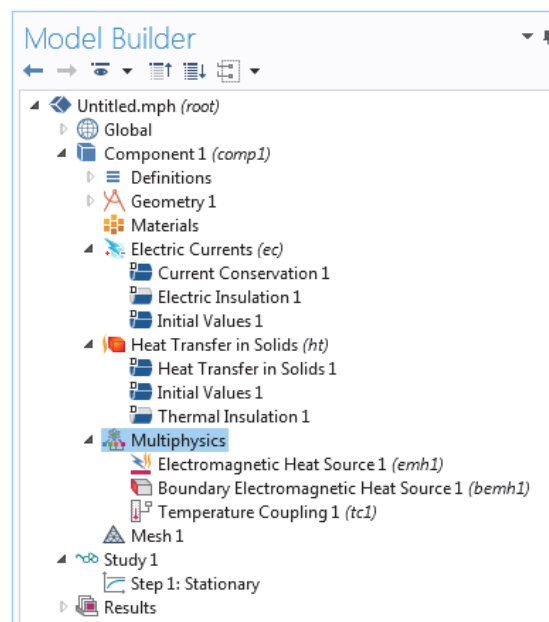 Model Builder
Untitled.mph (root)
Global
Component 1 (comp1)
Definitions
Geometry 1
Materials
Electric Currents (ec)
Current Conservation 1
Electric Insulation 1
Initial Values 1
Heat Transfer in Solids (ht)
Heat Transfer in Solids 1
Initial Values 1
Thermal Insulation 1
Multiphysics
Electromagnetic Heat Source 1 (emh1)
Boundary Electromagnetic Heat Source 1 (bemh1)
Temperature Coupling 1 (tc1)
Mesh 1
Study 1
Step 1: Stationary
Results